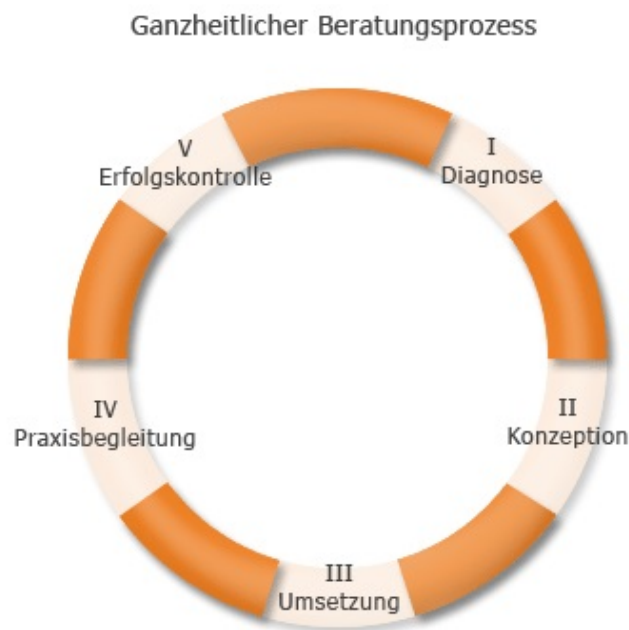 Ganzheitlicher Beratungsprozess
I
Diagnose
II
Konzeption
III
Umsetzung
IV
Praxisbegleitung
V
Erfolgskontrolle